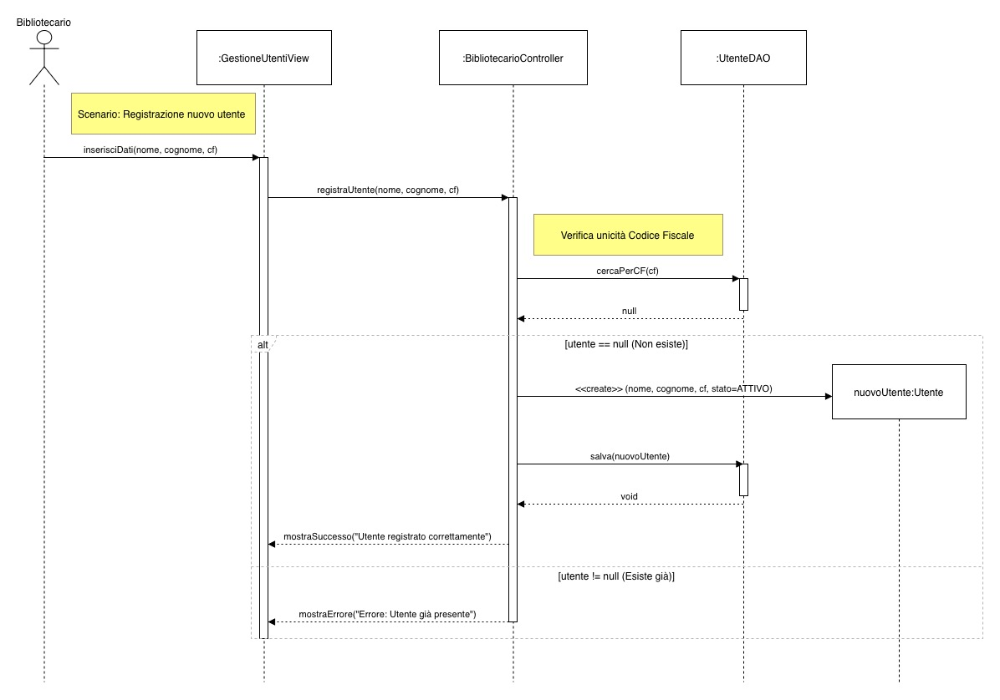 Bibliotecario
:GestioneUtentiView
:BibliotecarioController
:UtenteDAO
Scenario: Registrazione nuovo utente
inserisciDati(nome, cognome, cf)
registraUtente(nome, cognome, cf)
Verifica unicità Codice Fiscale
cercaPerCF(cf)
null
alt
[utente == null (Non esiste)]
<<create>> (nome, cognome, cf, stato=ATTIVO)
nuovoUtente:Utente
salva(nuovoUtente)
void
mostraSuccesso("Utente registrato correttamente")
[utente != null (Esiste già)]
mostraErrore("Errore: Utente già presente")